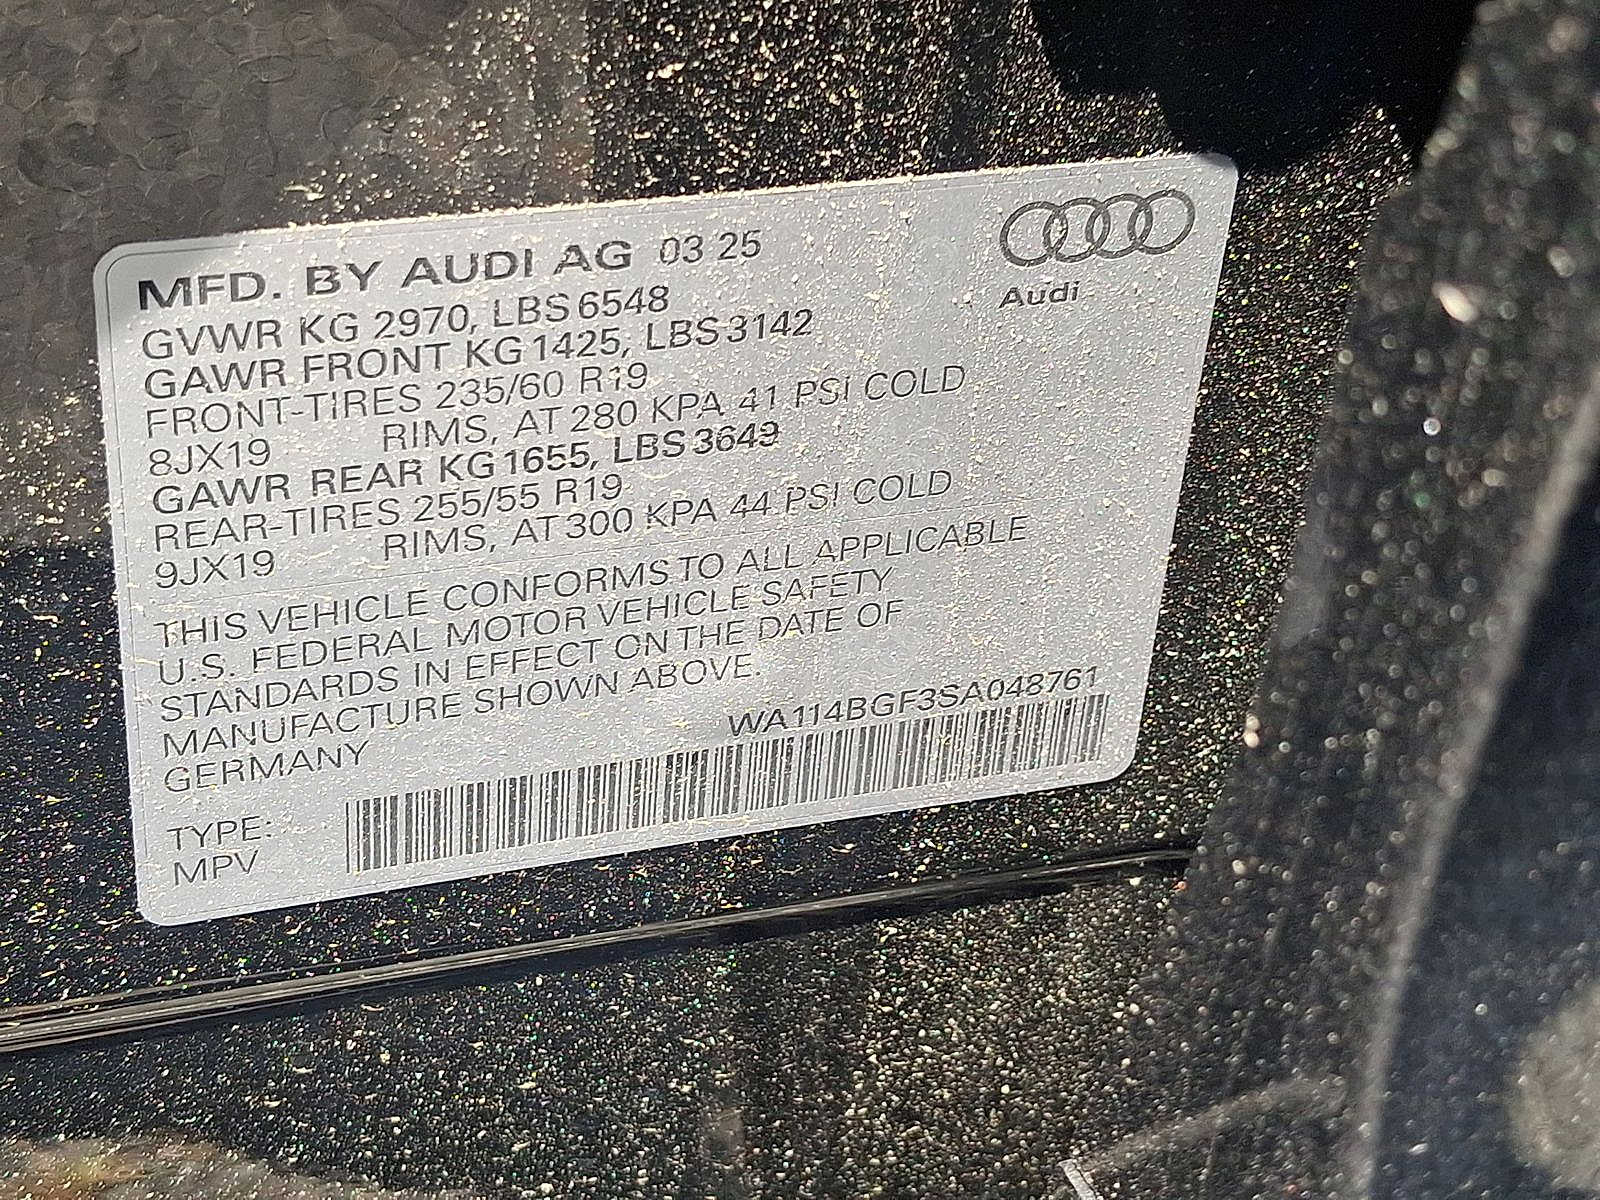 MFD. BY AUDI AG 03 25
Audi
GVWR KG 2970, LBS 6548
GAWR FRONT KG 1425, LBS 3142
FRONT-TIRES 235/60 R19
8JX19 RIMS, AT 280 KPA 41 PSI COLD
GAWR REAR KG 1655, LBS 3649
REAR-TIRES 255/55 R19
9JX19 RIMS, AT 300 KPA 44 PSI COLD
THIS VEHICLE CONFORMS TO ALL APPLICABLE
U.S. FEDERAL MOTOR VEHICLE SAFETY
STANDARDS IN EFFECT ON THE DATE OF
MANUFACTURE SHOWN ABOVE.
GERMANY
WA114BGF3SA048761
TYPE:
MPV